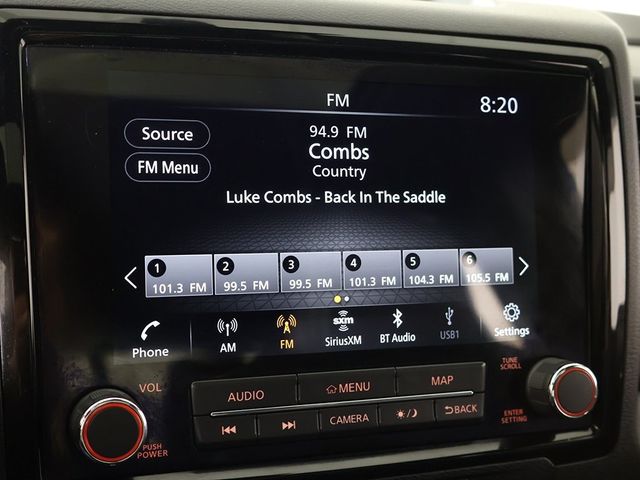 FM
8:20
Source
94.9 FM
Combs
FM Menu
Country
Luke Combs - Back In The Saddle
1 2 3 4 5 6
101.3 FM 99.5 FM 99.5 FM 101.3 FM 104.3 FM 105.5 FM
Phone AM FM sxm SiriusXM BT Audio USB1 Settings
VOL AUDIO MENU MAP TUNE SCROLL
CAMERA BACK
PUSH POWER
ENTER SETTING